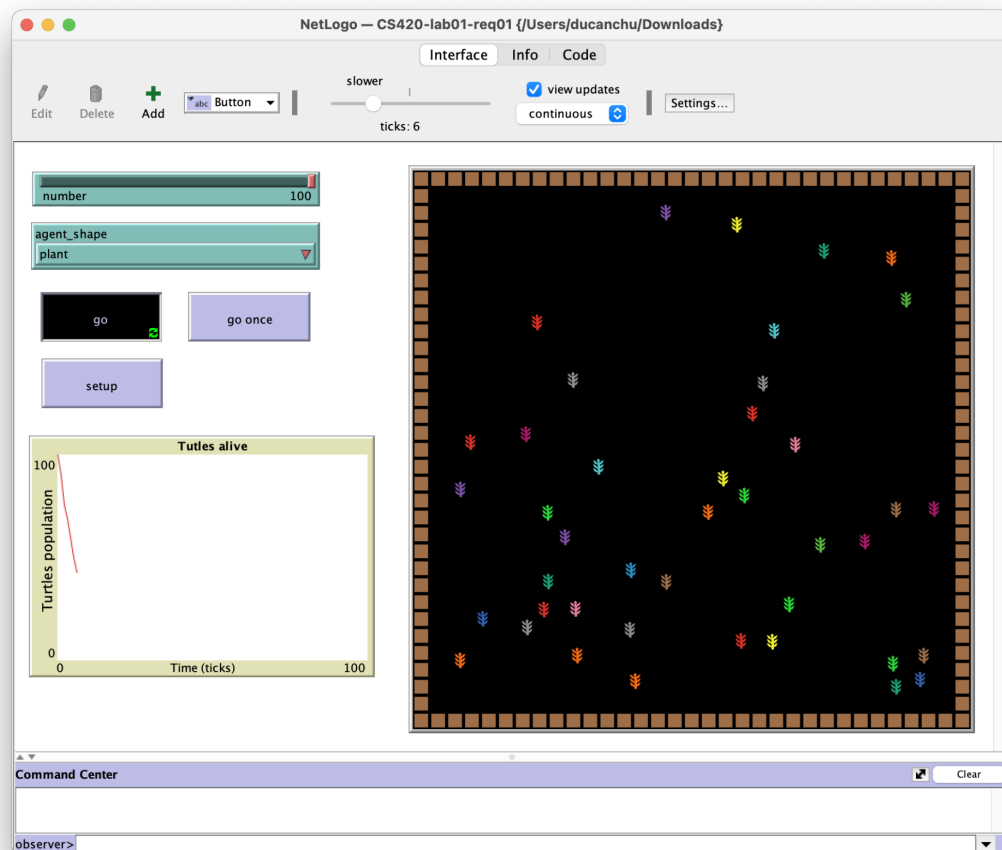 NetLogo — CS420-lab01-req01 {/Users/ducanchu/Downloads}
Interface Info Code
Edit
Delete
Add
abc Button
slower
ticks: 6
view updates
continuous
Settings...
number 100
agent_shape
plant
go
go once
setup
Tutles alive
100
Turtles population
0
0
Time (ticks)
100
Command Center
Clear
observer>